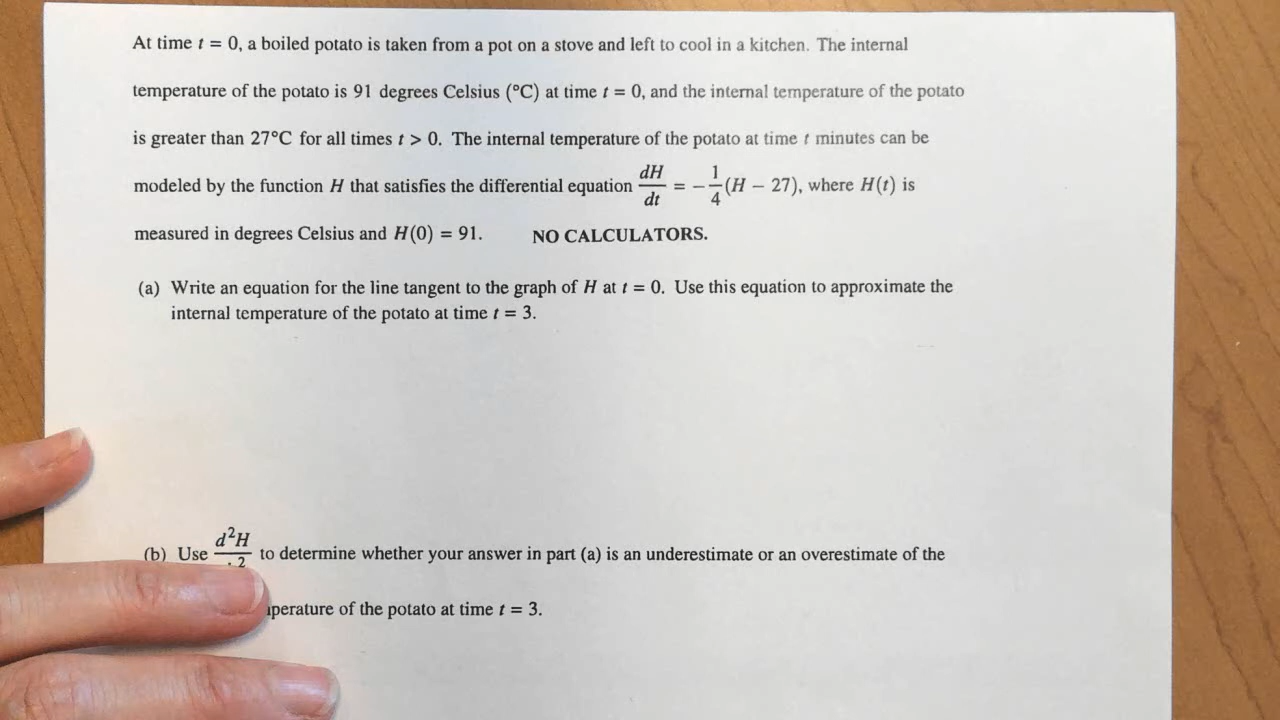 At time t = 0, a boiled potato is taken from a pot on a stove and left to cool in a kitchen. The internal
temperature of the potato is 91 degrees Celsius (°C) at time t = 0, and the internal temperature of the potato
is greater than 27°C for all times t > 0. The internal temperature of the potato at time t minutes can be
modeled by the function H that satisfies the differential equation dH/dt = -1/4(H - 27), where H(t) is
measured in degrees Celsius and H(0) = 91. NO CALCULATORS.
(a) Write an equation for the line tangent to the graph of H at t = 0. Use this equation to approximate the
internal temperature of the potato at time t = 3.
(b) Use d²H to determine whether your answer in part (a) is an underestimate or an overestimate of the
perature of the potato at time t = 3.